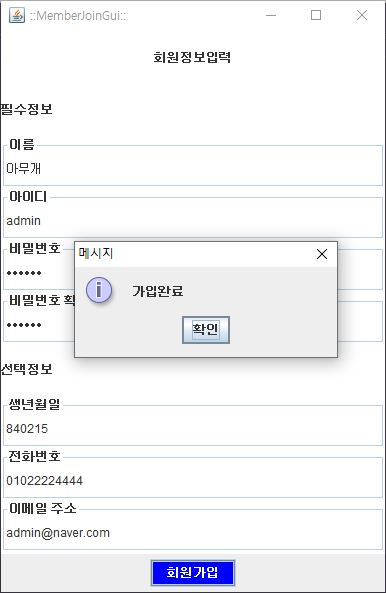 ::MemberJoinGui::
회원정보입력
필수정보
이름
아무개
아이디
admin
비밀번호
••••••
비밀번호 확
••••••
메시지
가입완료
확인
선택정보
생년월일
840215
전화번호
01022224444
이메일 주소
admin@naver.com
회원가입